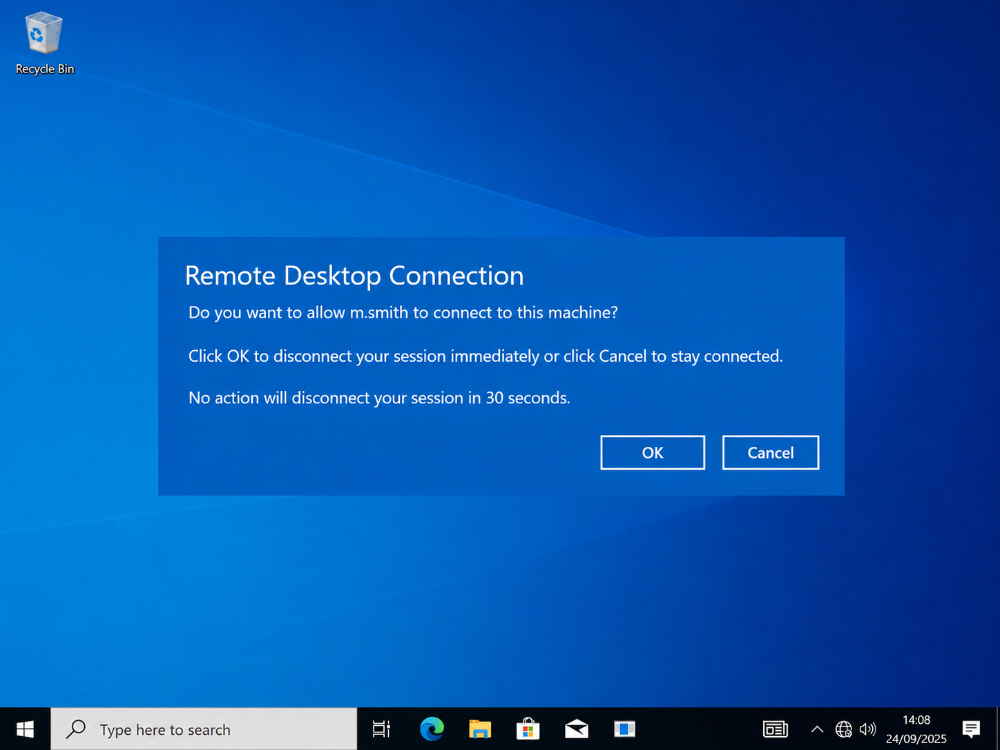 Recycle Bin
Remote Desktop Connection
Do you want to allow m.smith to connect to this machine?
Click OK to disconnect your session immediately or click Cancel to stay connected.
No action will disconnect your session in 30 seconds.
OK
Cancel
Type here to search
14:08
24/09/2025